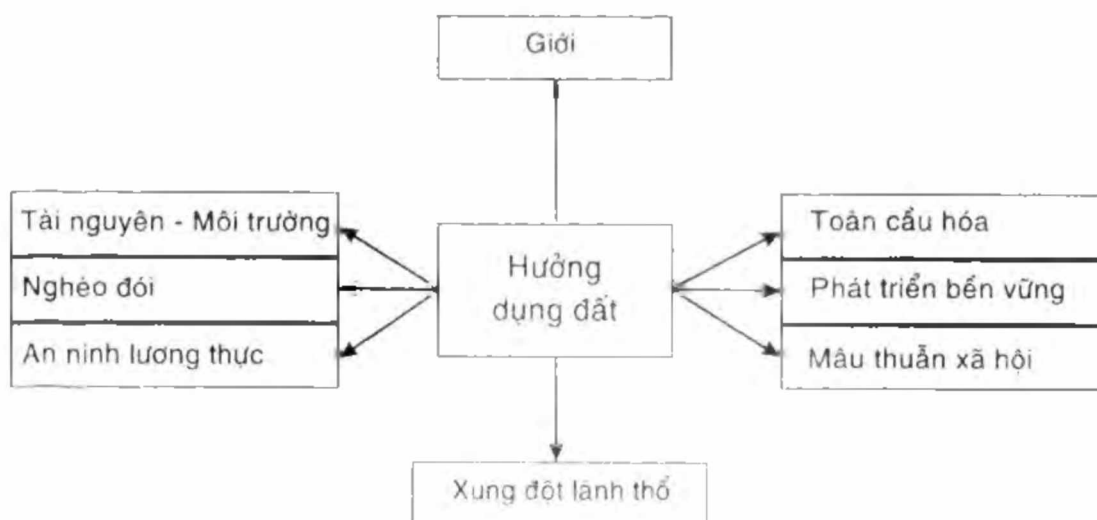 Giới
Tài nguyên - Môi trường
Nghèo đói
An ninh lương thực
Hưởng
dụng đất
Toàn cầu hóa
Phát triển bền vững
Mâu thuẫn xã hội
Xung đột lãnh thổ